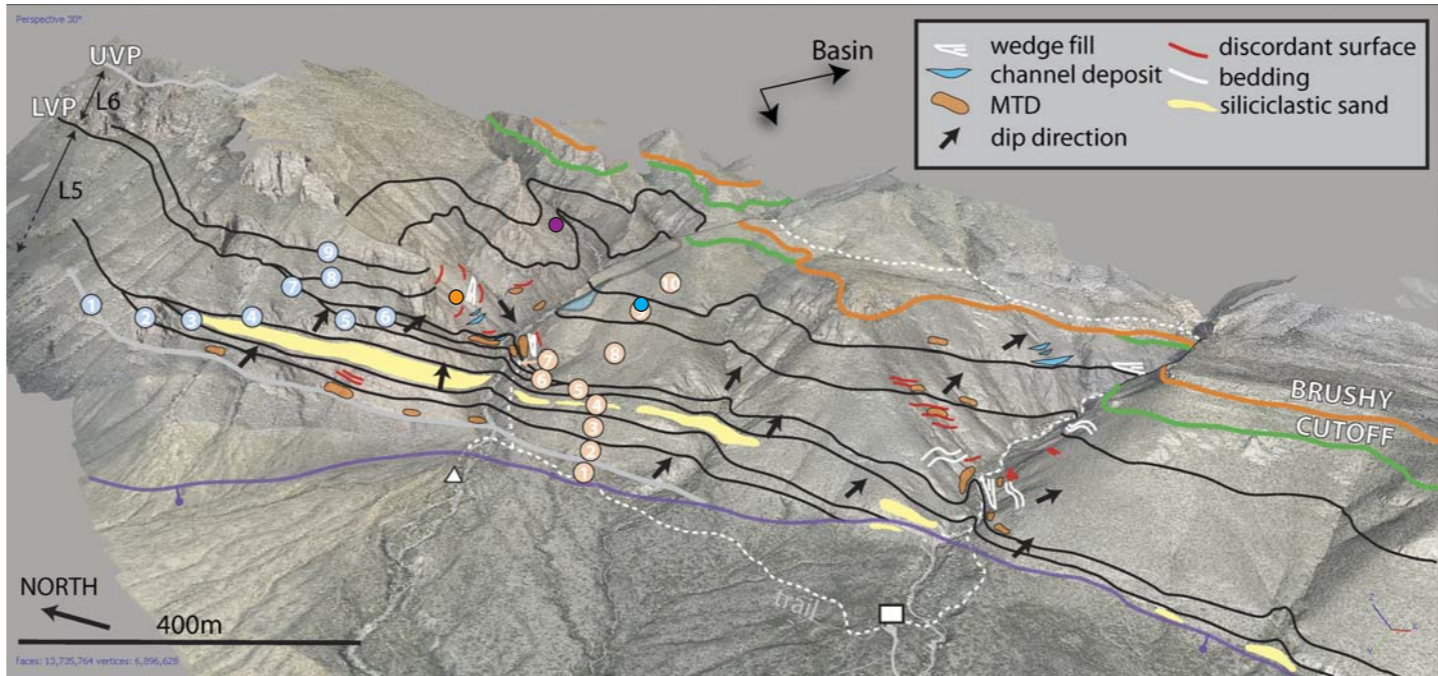 Perspective 30°
UVP
LVP
L6
L5
Basin
wedge fill
channel deposit
MTD
dip direction
discordant surface
bedding
siliciclastic sand
1
2
3
4
5
6
7
8
9
10
8
7
6
5
4
3
2
1
BRUSHY
CUTOFF
trail
NORTH
400m
faces: 13,735,764 vertices: 6,896,628